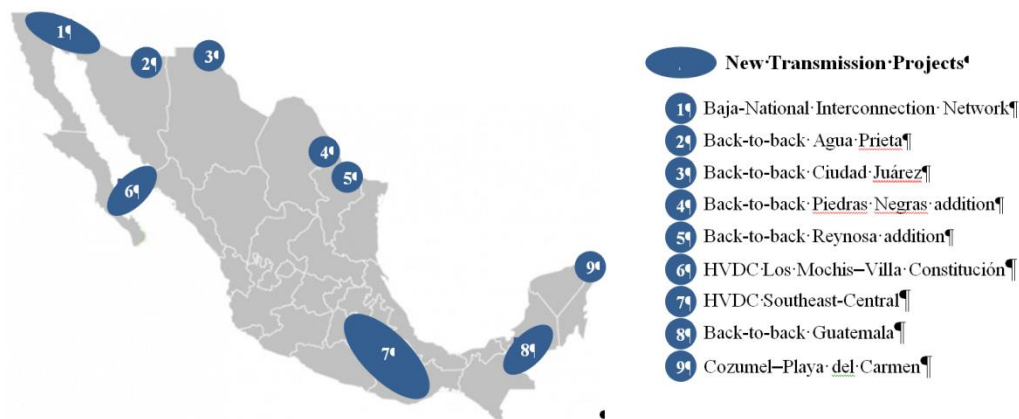 1¶
2¶
3¶
4¶
5¶
6¶
7¶
8¶
9¶
New·Transmission·Projects¶
1¶ Baja-National·Interconnection·Network¶
2¶ Back-to-back·Agua·Prieta¶
3¶ Back-to-back·Ciudad·Juárez¶
4¶ Back-to-back·Piedras·Negras·addition¶
5¶ Back-to-back·Reynosa·addition¶
6¶ HVDC·Los·Mochis–Villa·Constitución¶
7¶ HVDC·Southeast-Central¶
8¶ Back-to-back·Guatemala¶
9¶ Cozumel–Playa·del·Carmen¶